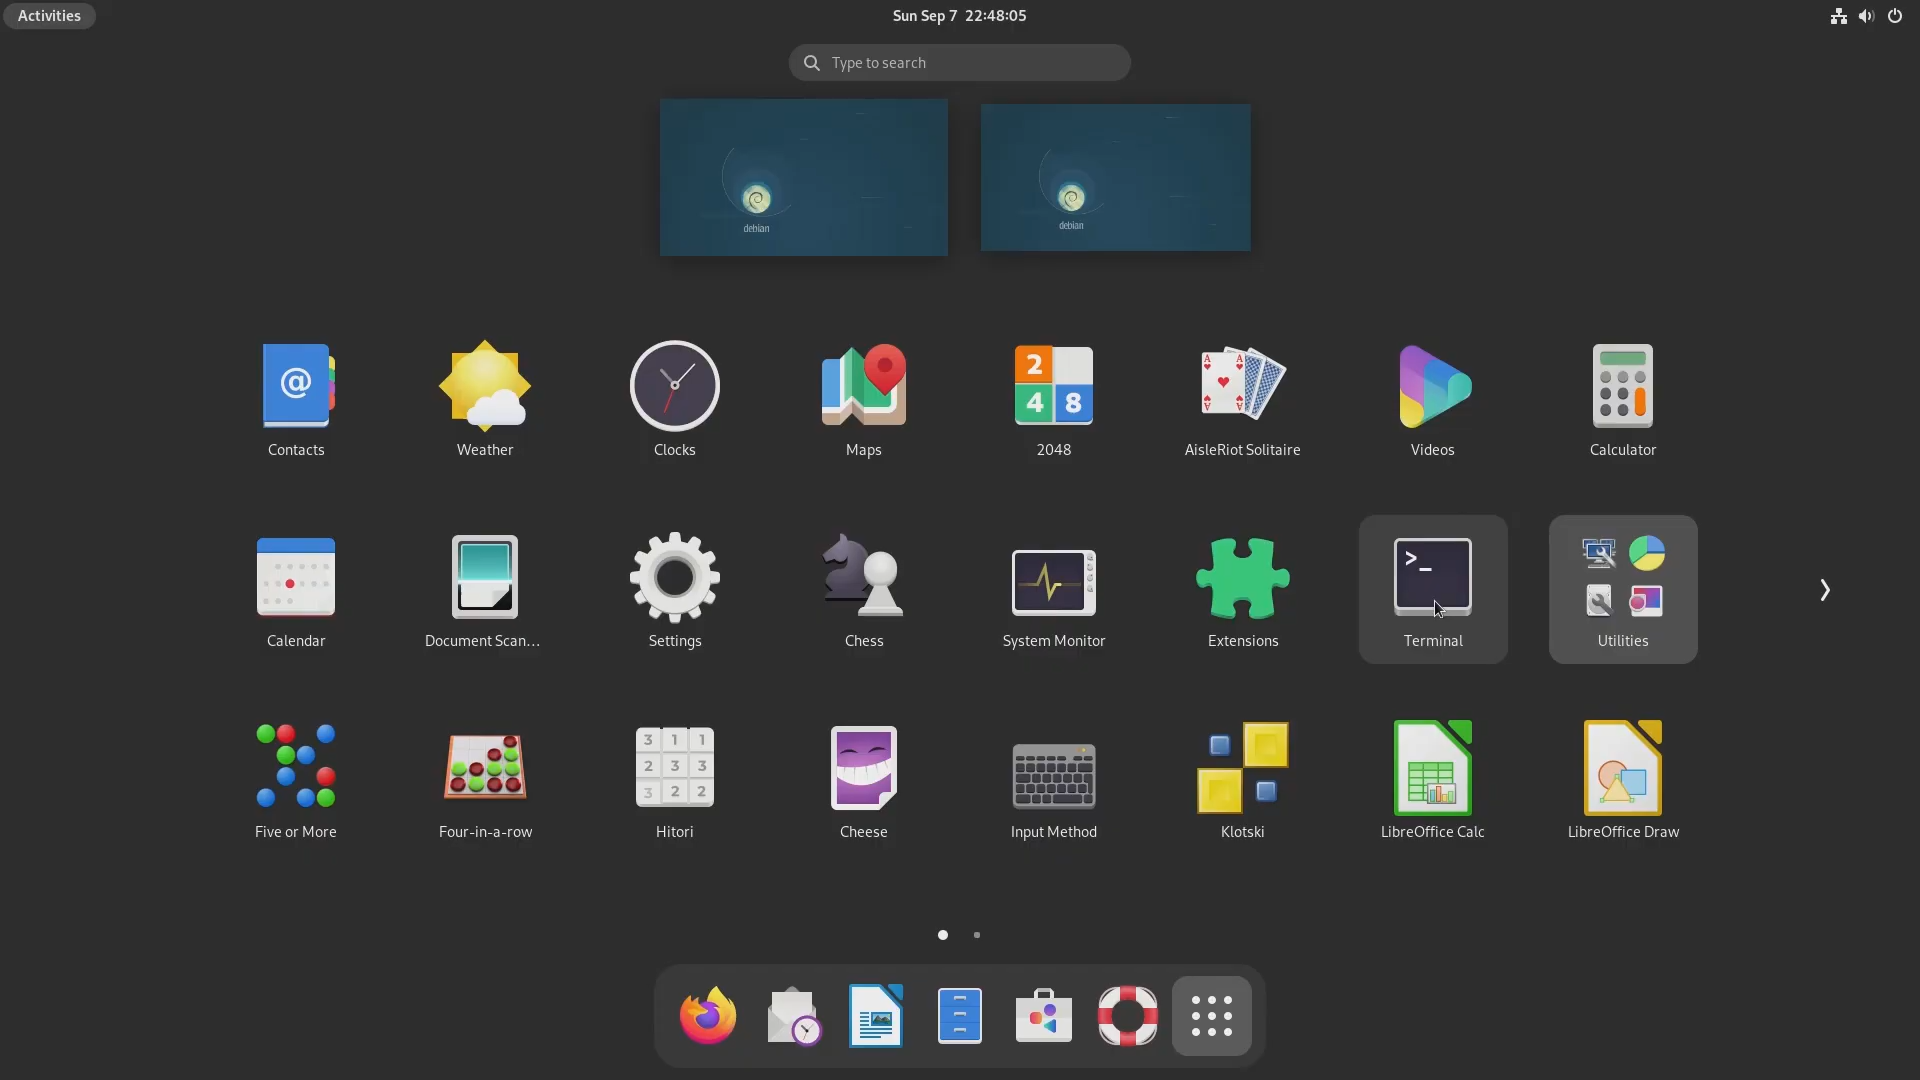 Activities
Sun Sep 7 22:48:05
Type to search
debian
debian
Contacts
Weather
Clocks
Maps
2048
AisleRiot Solitaire
Videos
Calculator
Calendar
Document Scan...
Settings
Chess
System Monitor
Extensions
Terminal
Utilities
Five or More
Four-in-a-row
Hitori
Cheese
Input Method
Klotski
LibreOffice Calc
LibreOffice Draw